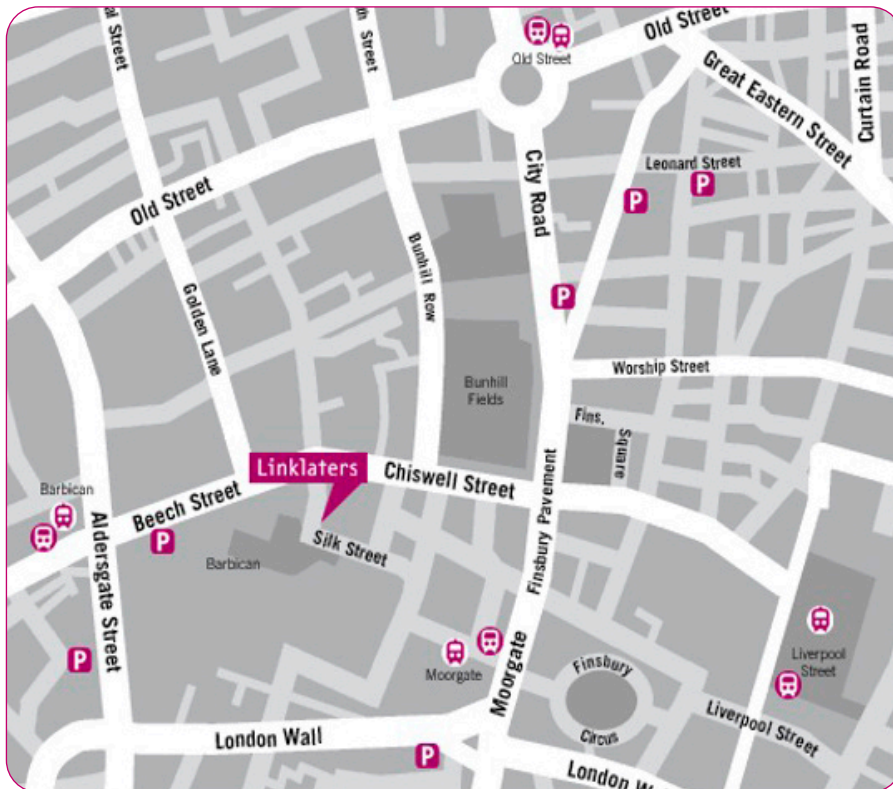 al Street
th Street
Old Street
Old Street
Great Eastern Street
Curtain Road
City Road
Leonard Street
P
P
Old Street
Golden Lane
Bunhill Row
P
Worship Street
Bunhill
Fields
Fins.
Square
Linklaters
Chiswell Street
Finsbury Pavement
Barbican
Beech Street
P
Aldersgate Street
Barbican
Silk Street
P
Moorgate
Moorgate
Finsbury
Circus
Liverpool
Street
Liverpool Street
London Wall
P
London W